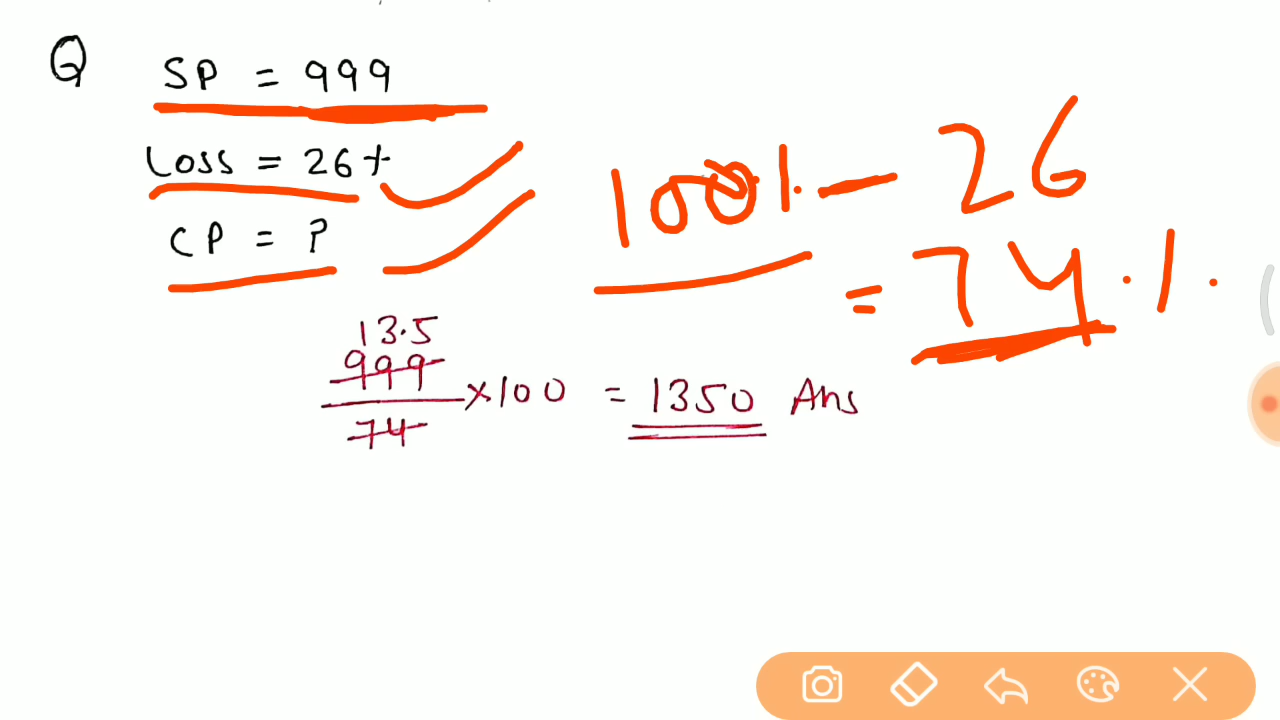 Q SP = 999
Loss = 26%
CP = ?
100% - 26
= 74%
13.5
999
74
×100 = 1350 Ans